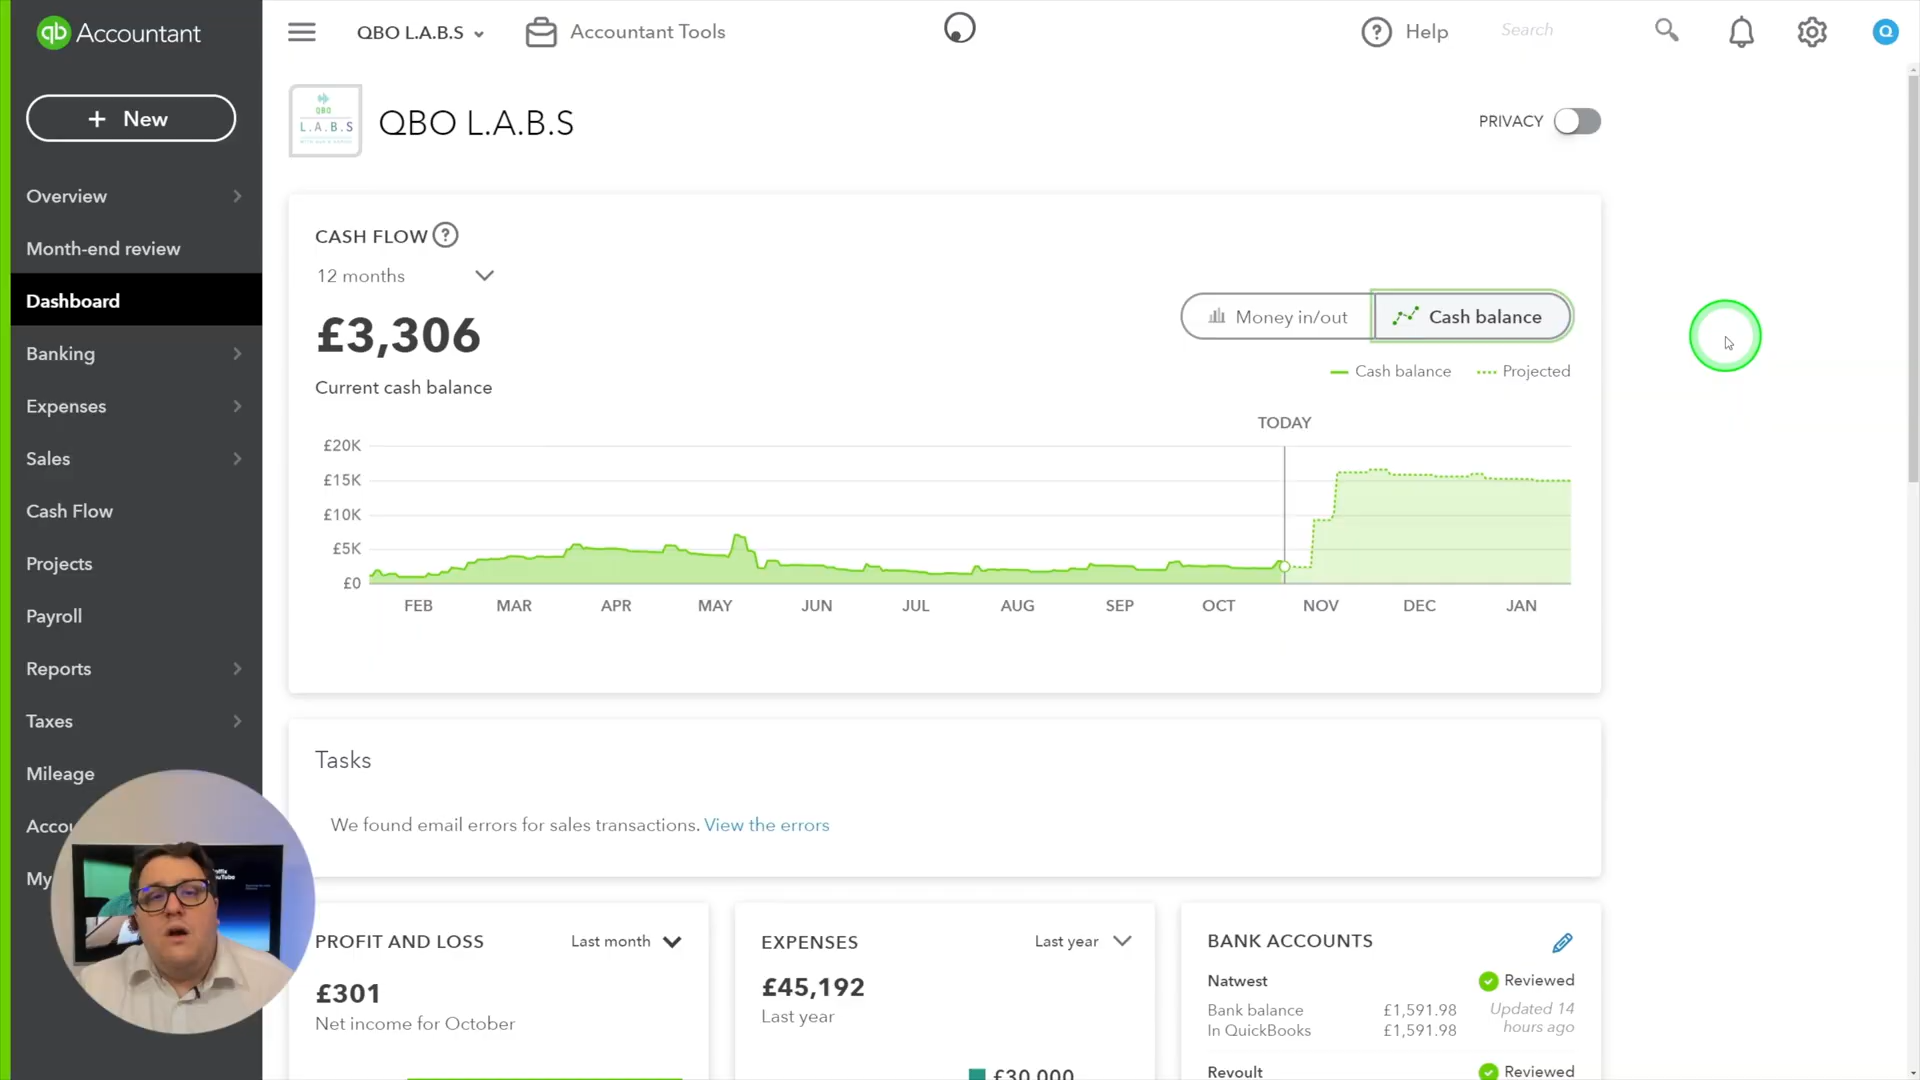 qb Accountant
QBO L.A.B.S
Accountant Tools
Help
Search
Q
+ New
Overview
Month-end review
Dashboard
Banking
Expenses
Sales
Cash Flow
Projects
Payroll
Reports
Taxes
Mileage
Accou
My
QBO
L.A.B.S
QBO L.A.B.S
PRIVACY
CASH FLOW ?
12 months
£3,306
Current cash balance
Money in/out
Cash balance
Cash balance
Projected
TODAY
£20K
£15K
£10K
£5K
£0
FEB MAR APR MAY JUN JUL AUG SEP OCT NOV DEC JAN
Tasks
We found email errors for sales transactions. View the errors
PROFIT AND LOSS
Last month
£301
Net income for October
EXPENSES
Last year
£45,192
Last year
£30,000
BANK ACCOUNTS
Natwest
Reviewed
Bank balance £1,591.98
In QuickBooks £1,591.98
Updated 14
hours ago
Revoult
Reviewed